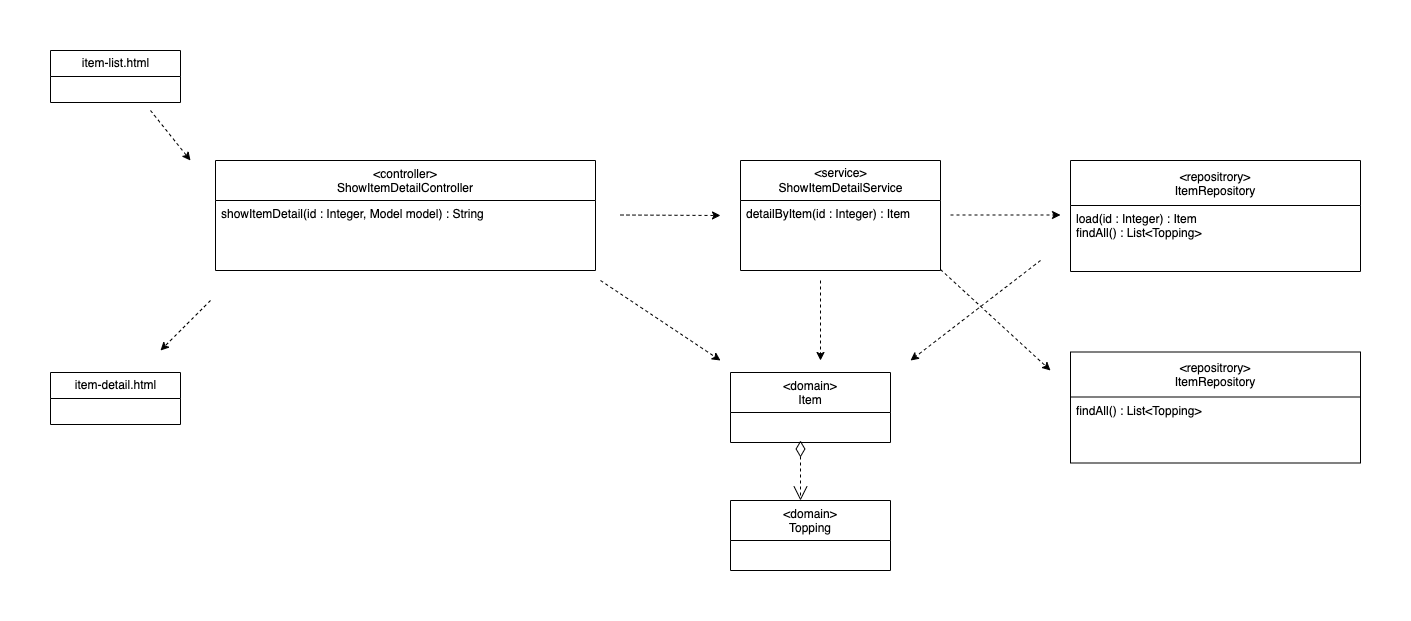 item-list.html
<controller>
ShowItemDetailController
showItemDetail(id : Integer, Model model) : String
<service>
ShowItemDetailService
detailByItem(id : Integer) : Item
<repositrory>
ItemRepository
load(id : Integer) : Item
findAll() : List<Topping>
item-detail.html
<domain>
Item
<repositrory>
ItemRepository
findAll() : List<Topping>
<domain>
Topping